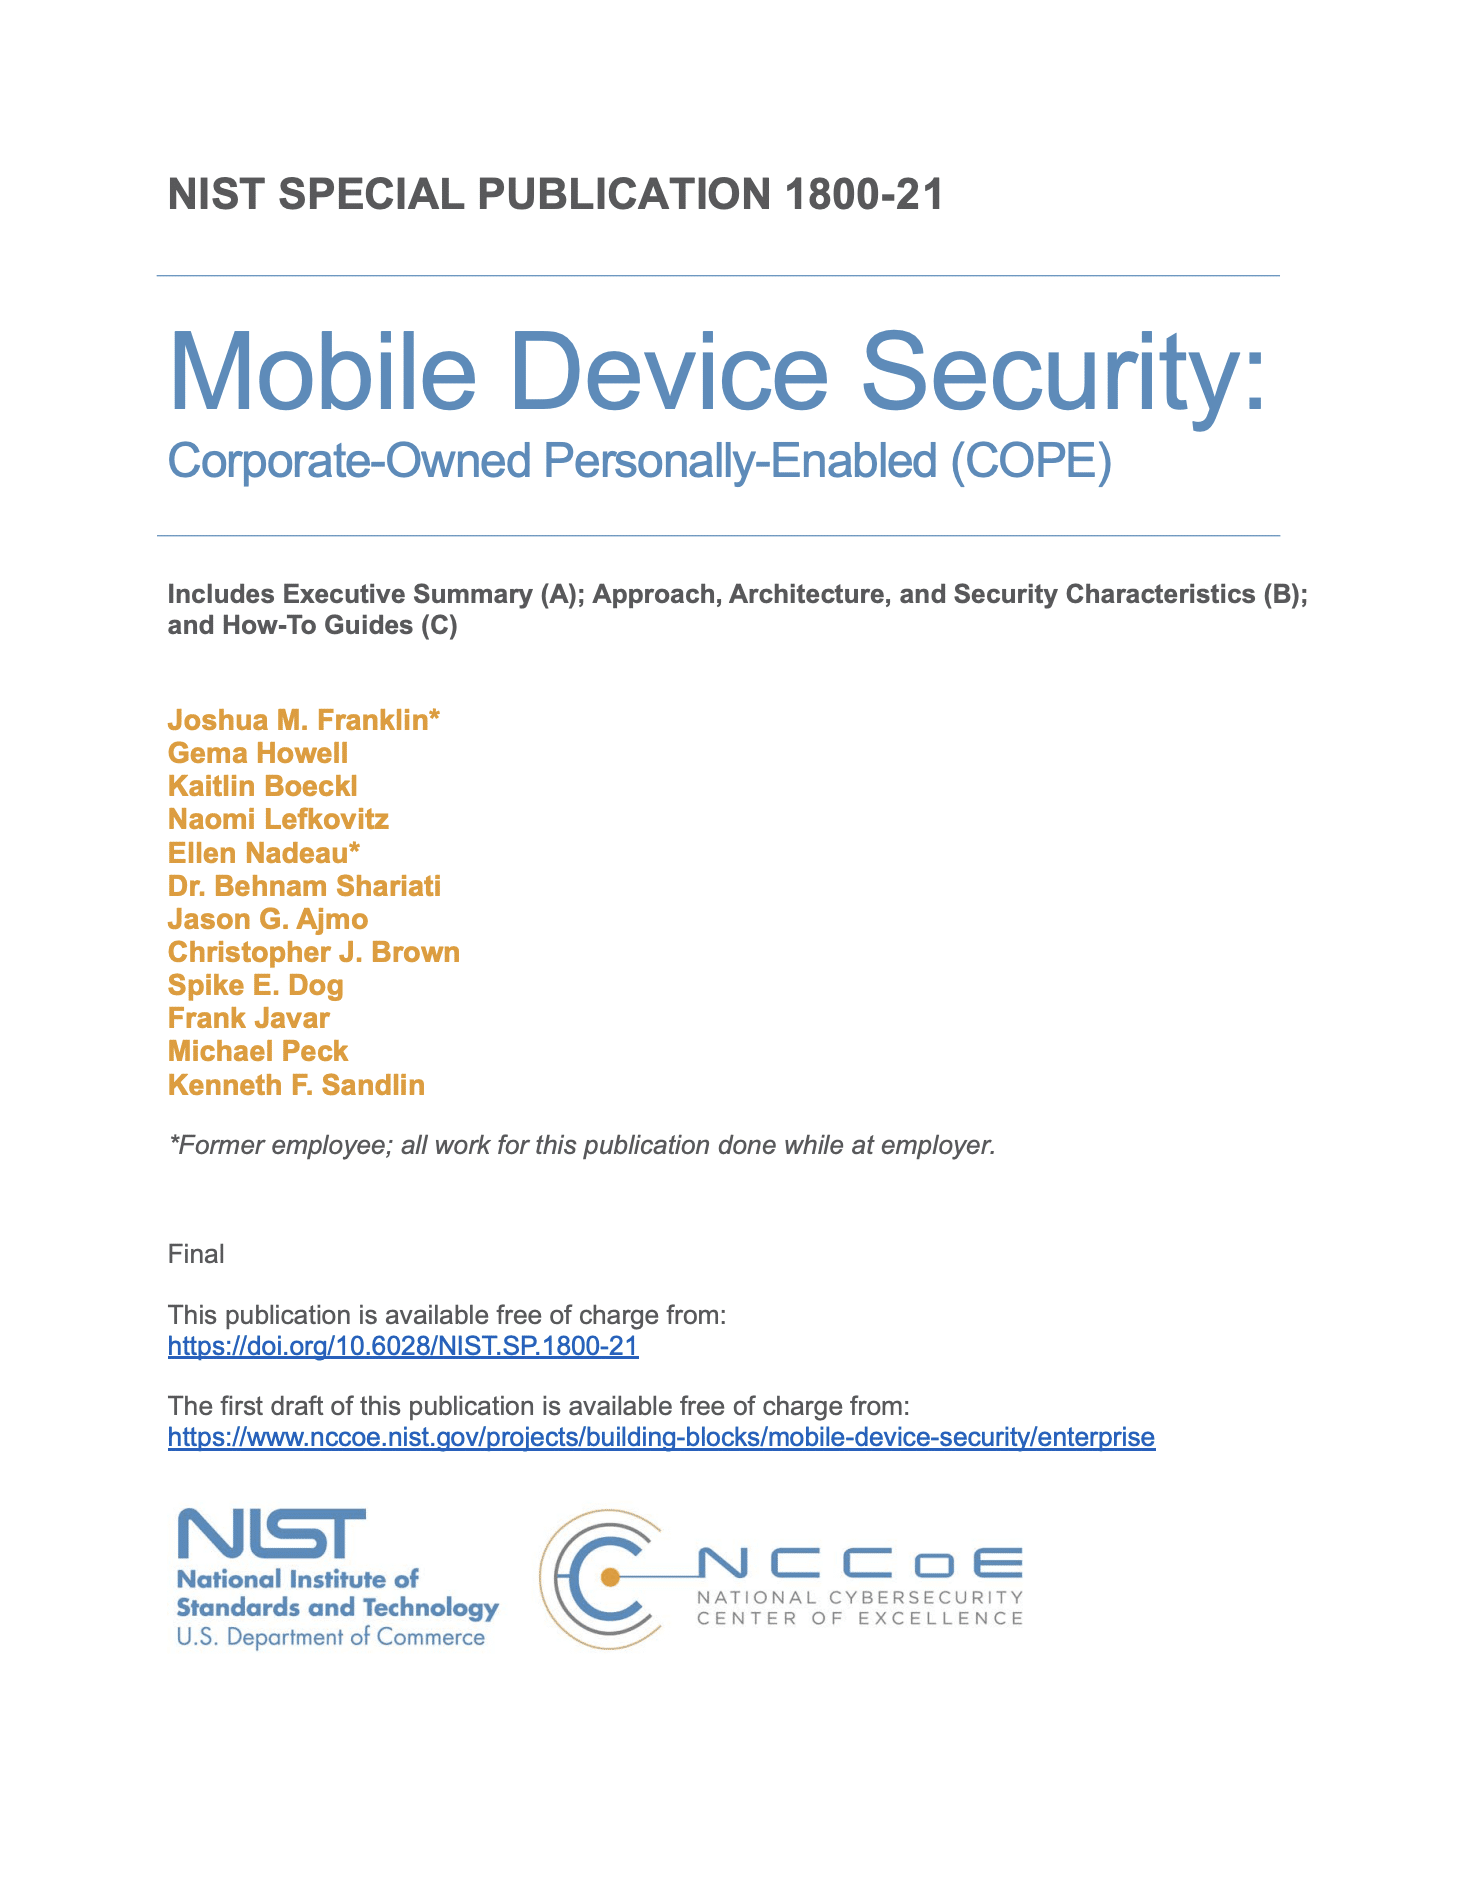 NIST SPECIAL PUBLICATION 1800-21
Mobile Device Security:
Corporate-Owned Personally-Enabled (COPE)
Includes Executive Summary (A); Approach, Architecture, and Security Characteristics (B);
and How-To Guides (C)
Joshua M. Franklin*
Gema Howell
Kaitlin Boeckl
Naomi Lefkovitz
Ellen Nadeau*
Dr. Behnam Shariati
Jason G. Ajmo
Christopher J. Brown
Spike E. Dog
Frank Javar
Michael Peck
Kenneth F. Sandlin
*Former employee; all work for this publication done while at employer.
Final
This publication is available free of charge from:
https://doi.org/10.6028/NIST.SP.1800-21
The first draft of this publication is available free of charge from:
https://www.nccoe.nist.gov/projects/building-blocks/mobile-device-security/enterprise
NIST
National Institute of
Standards and Technology
U.S. Department of Commerce
NCCoE
NATIONAL CYBERSECURITY
CENTER OF EXCELLENCE